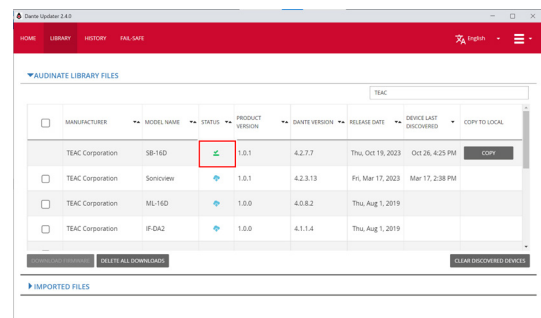 Dante Updater 2.4.0
HOME LIBRARY HISTORY FAIL-SAFE English
AUDINATE LIBRARY FILES
TEAC
MANUFACTURER MODEL NAME STATUS PRODUCT VERSION DANTE VERSION RELEASE DATE DEVICE LAST DISCOVERED COPY TO LOCAL
TEAC Corporation SB-16D 1.0.1 4.2.7.7 Thu, Oct 19, 2023 Oct 26, 4:25 PM COPY
TEAC Corporation Sonicview 1.0.1 4.2.3.13 Fri, Mar 17, 2023 Mar 17, 2:38 PM
TEAC Corporation ML-16D 1.0.0 4.0.8.2 Thu, Aug 1, 2019
TEAC Corporation IF-DA2 1.0.0 4.1.1.4 Thu, Aug 1, 2019
DOWNLOAD FIRMWARE DELETE ALL DOWNLOADS CLEAR DISCOVERED DEVICES
IMPORTED FILES